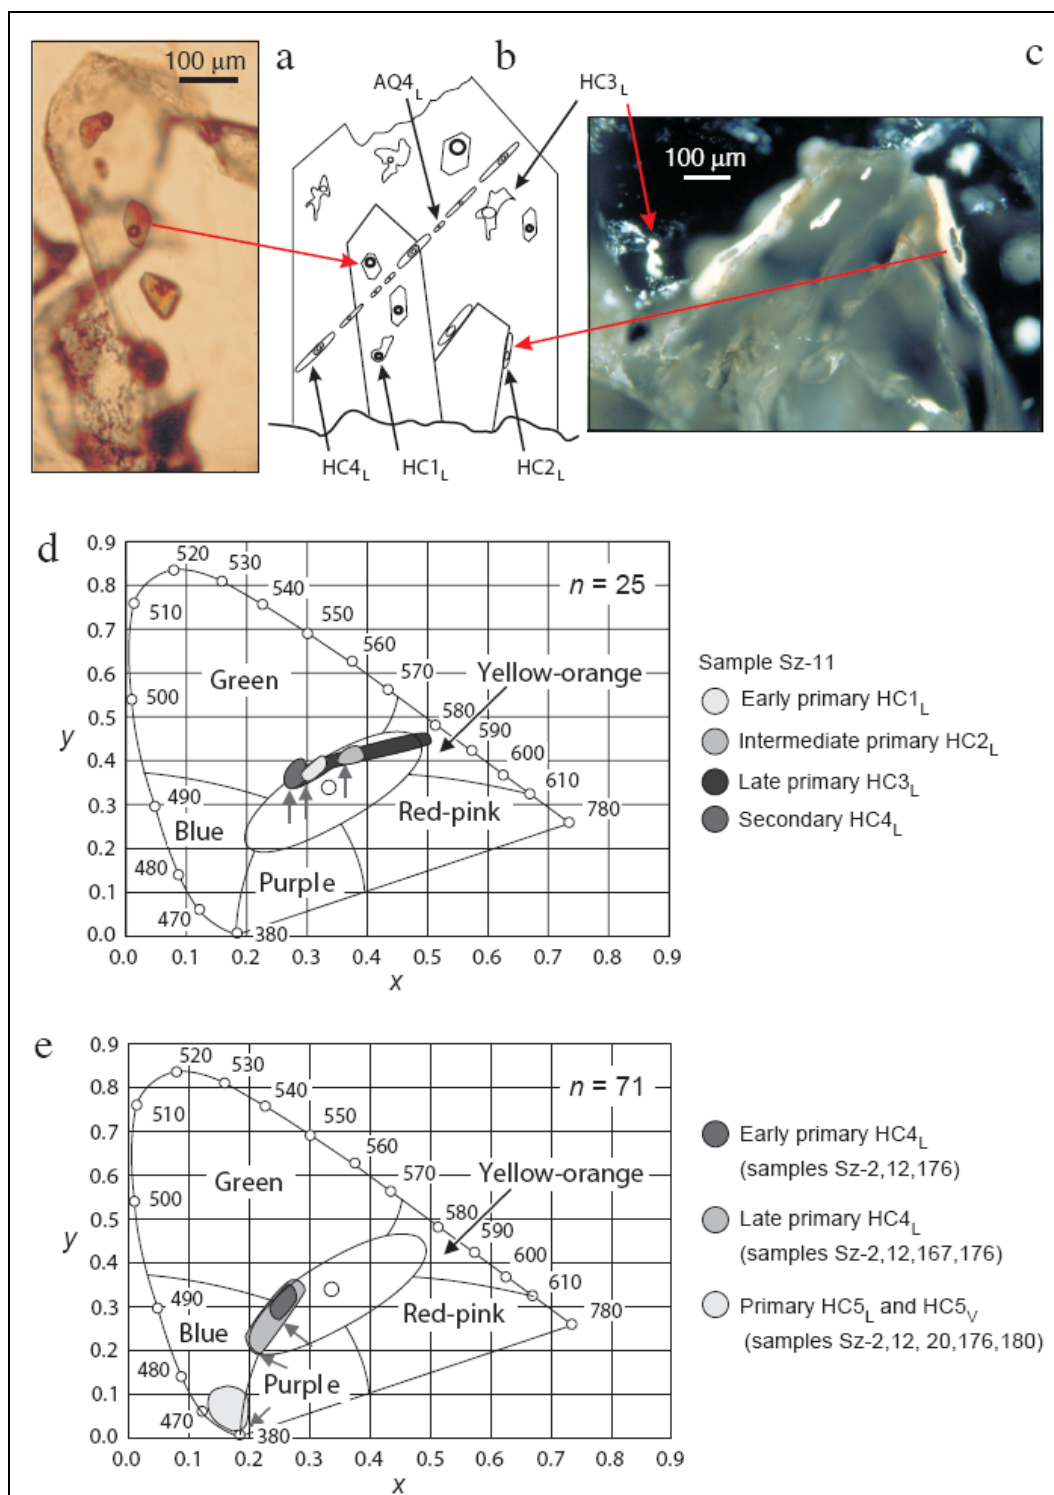 100 µm
a
b
c
AQ4L
HC3L
100 µm
HC4L
HC1L
HC2L
d
0.9
0.8
0.7
0.6
0.5
y
0.4
0.3
0.2
0.1
0.0
520
530
540
550
560
570
580
590
600
610
780
510
500
490
480
470
380
n = 25
Green
Yellow-orange
Blue
Red-pink
Purple
0.0 0.1 0.2 0.3 0.4 0.5 0.6 0.7 0.8 0.9
x
Sample Sz-11
Early primary HC1L
Intermediate primary HC2L
Late primary HC3L
Secondary HC4L
e
0.9
0.8
0.7
0.6
0.5
y
0.4
0.3
0.2
0.1
0.0
520
530
540
550
560
570
580
590
600
610
780
510
500
490
480
470
380
n = 71
Green
Yellow-orange
Blue
Red-pink
Purple
0.0 0.1 0.2 0.3 0.4 0.5 0.6 0.7 0.8 0.9
x
Early primary HC4L
(samples Sz-2,12,176)
Late primary HC4L
(samples Sz-2,12,167,176)
Primary HC5L and HC5V
(samples Sz-2,12, 20,176,180)